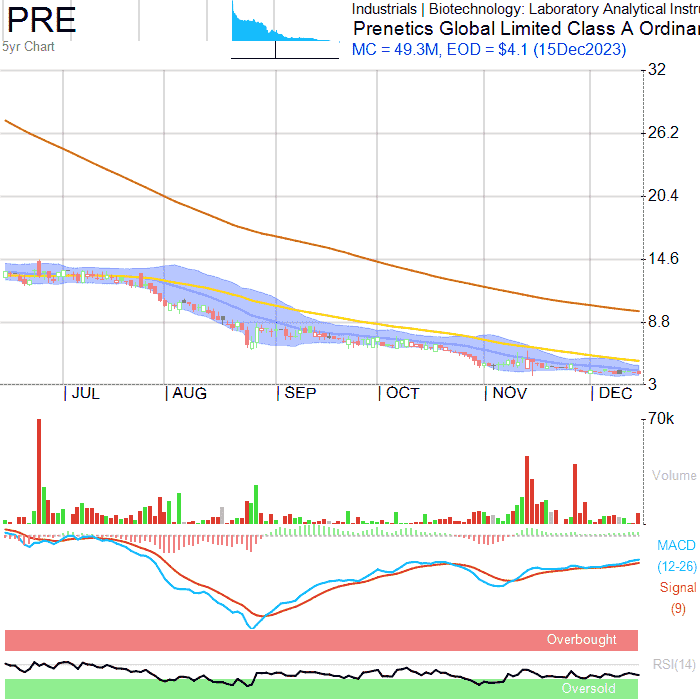 PRE
Industrials | Biotechnology: Laboratory Analytical Instru
Prenetics Global Limited Class A Ordinar
5yr Chart
MC = 49.3M, EOD = $4.1 (15Dec2023)
32
26.2
20.4
14.6
8.8
3
JUL
AUG
SEP
OCT
NOV
DEC
70k
Volume
MACD
(12-26)
Signal
(9)
Overbought
RSI(14)
Oversold